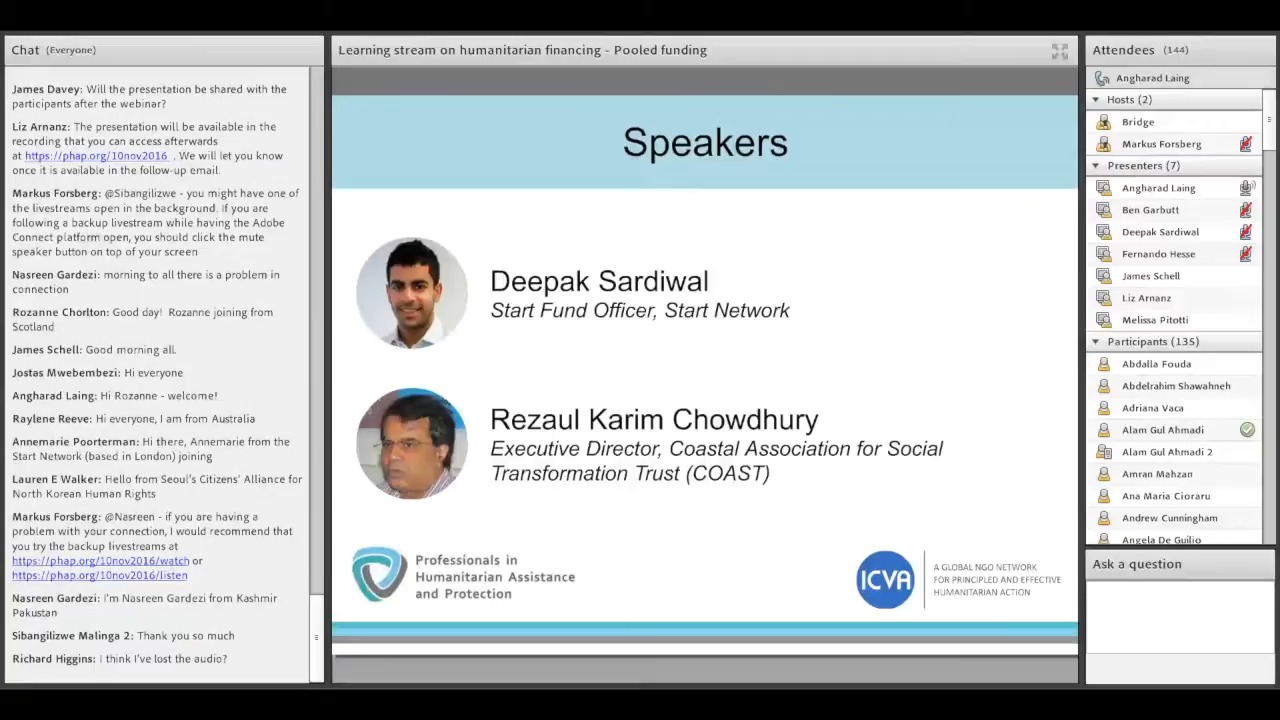 Chat (Everyone)
James Davey: Will the presentation be shared with the
participants after the webinar?
Liz Arnanz: The presentation will be available in the
recording that you can access afterwards
at https://phap.org/10nov2016 . We will let you know
once it is available in the follow-up email.
Markus Forsberg: @Sibangilizwe - you might have one of
the livestreams open in the background. If you are
following a backup livestream while having the Adobe
Connect platform open, you should click the mute
speaker button on top of your screen
Nasreen Gardezi: morning to all there is a problem in
connection
Rozanne Chorlton: Good day! Rozanne joining from
Scotland
James Schell: Good morning all.
Jostas Mwebembezi: Hi everyone
Angharad Laing: Hi Rozanne - welcome!
Raylene Reeve: Hi everyone, I am from Australia
Annemarie Poorterman: Hi there, Annemarie from the
Start Network (based in London) joining
Lauren E Walker: Hello from Seoul's Citizens' Alliance for
North Korean Human Rights
Markus Forsberg: @Nasreen - if you are having a
problem with your connection, I would recommend that
you try the backup livestreams at
https://phap.org/10nov2016/watch or
https://phap.org/10nov2016/listen
Nasreen Gardezi: I'm Nasreen Gardezi from Kashmir
Pakustan
Sibangilizwe Malinga 2: Thank you so much
Richard Higgins: I think I've lost the audio?
Learning stream on humanitarian financing - Pooled funding
Speakers
Deepak Sardiwal
Start Fund Officer, Start Network
Rezaul Karim Chowdhury
Executive Director, Coastal Association for Social
Transformation Trust (COAST)
Professionals in
Humanitarian Assistance
and Protection
ICVA
A GLOBAL NGO NETWORK
FOR PRINCIPLED AND EFFECTIVE
HUMANITARIAN ACTION
Attendees (144)
Angharad Laing
Hosts (2)
Bridge
Markus Forsberg
Presenters (7)
Angharad Laing
Ben Garbutt
Deepak Sardiwal
Fernando Hesse
James Schell
Liz Arnanz
Melissa Pitotti
Participants (135)
Abdalla Fouda
Abdelrahim Shawahneh
Adriana Vaca
Alam Gul Ahmadi
Alam Gul Ahmadi 2
Amran Mahzan
Ana Maria Cioraru
Andrew Cunningham
Angela De Guilio
Ask a question